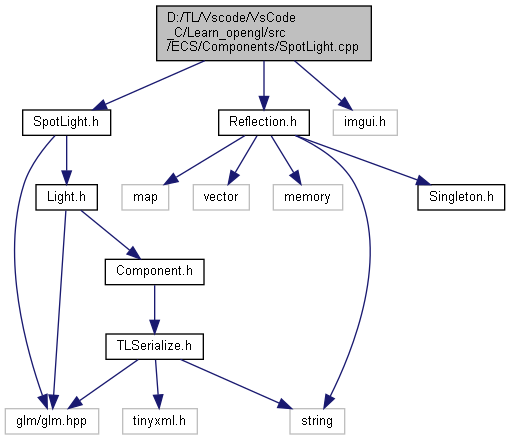 D:/TL/Vscode/VsCode
_C/Learn_opengl/src
/ECS/Components/SpotLight.cpp
SpotLight.h
Reflection.h
imgui.h
Light.h
map
vector
memory
Singleton.h
Component.h
TLSerialize.h
glm/glm.hpp
tinyxml.h
string